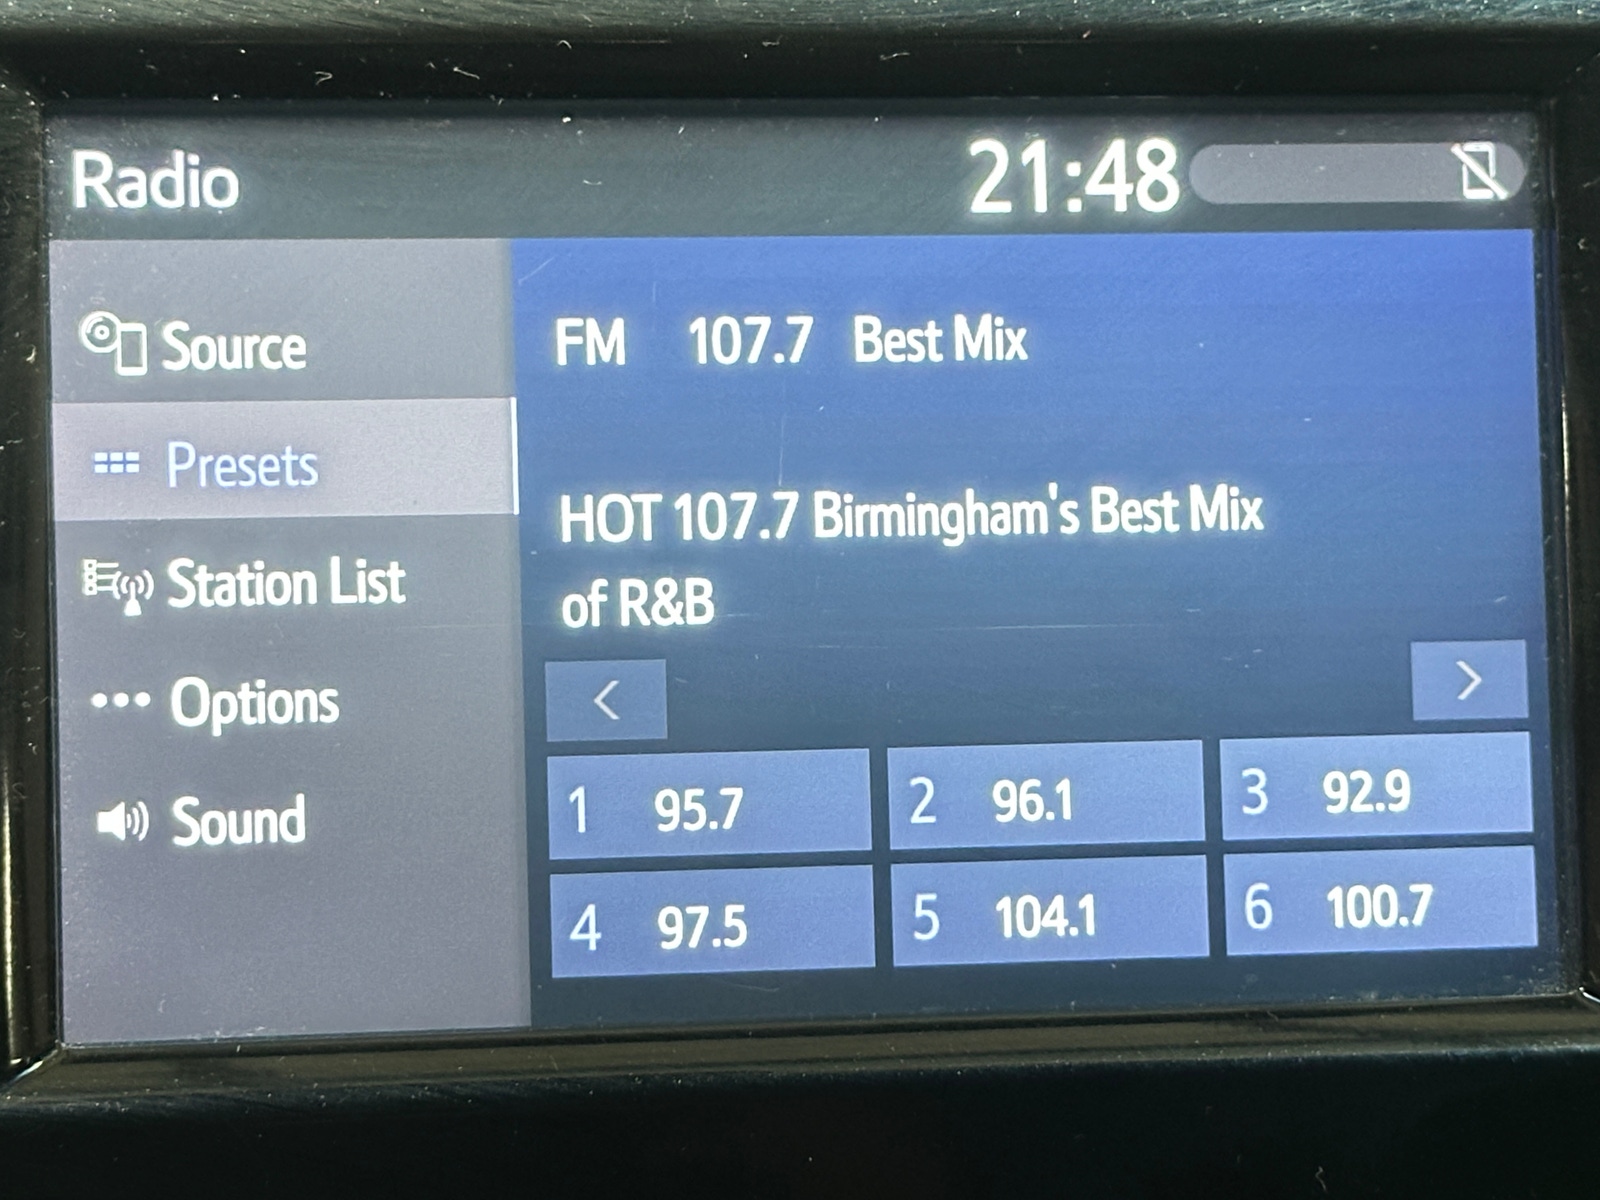 Radio
21:48
Source
Presets
Station List
Options
Sound
FM 107.7 Best Mix
HOT 107.7 Birmingham's Best Mix
of R&B
1 95.7
2 96.1
3 92.9
4 97.5
5 104.1
6 100.7